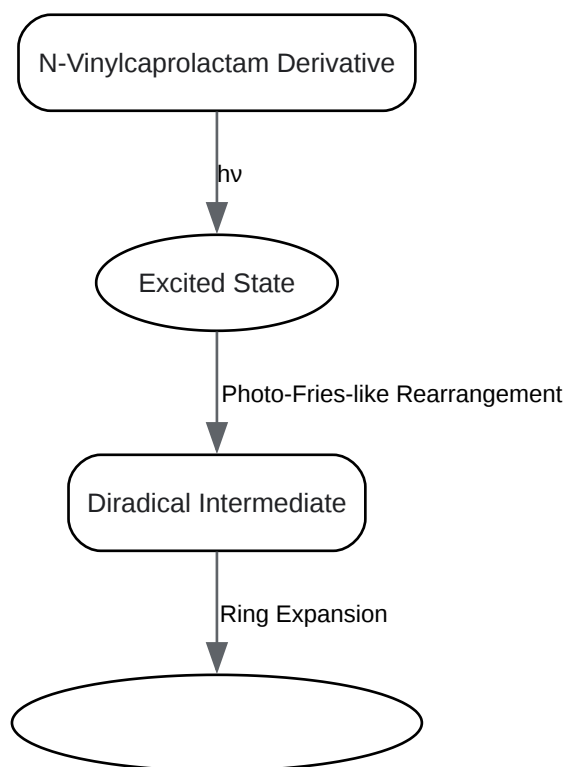 N-Vinylcaprolactam Derivative
hν
Excited State
Photo-Fries-like Rearrangement
Diradical Intermediate
Ring Expansion